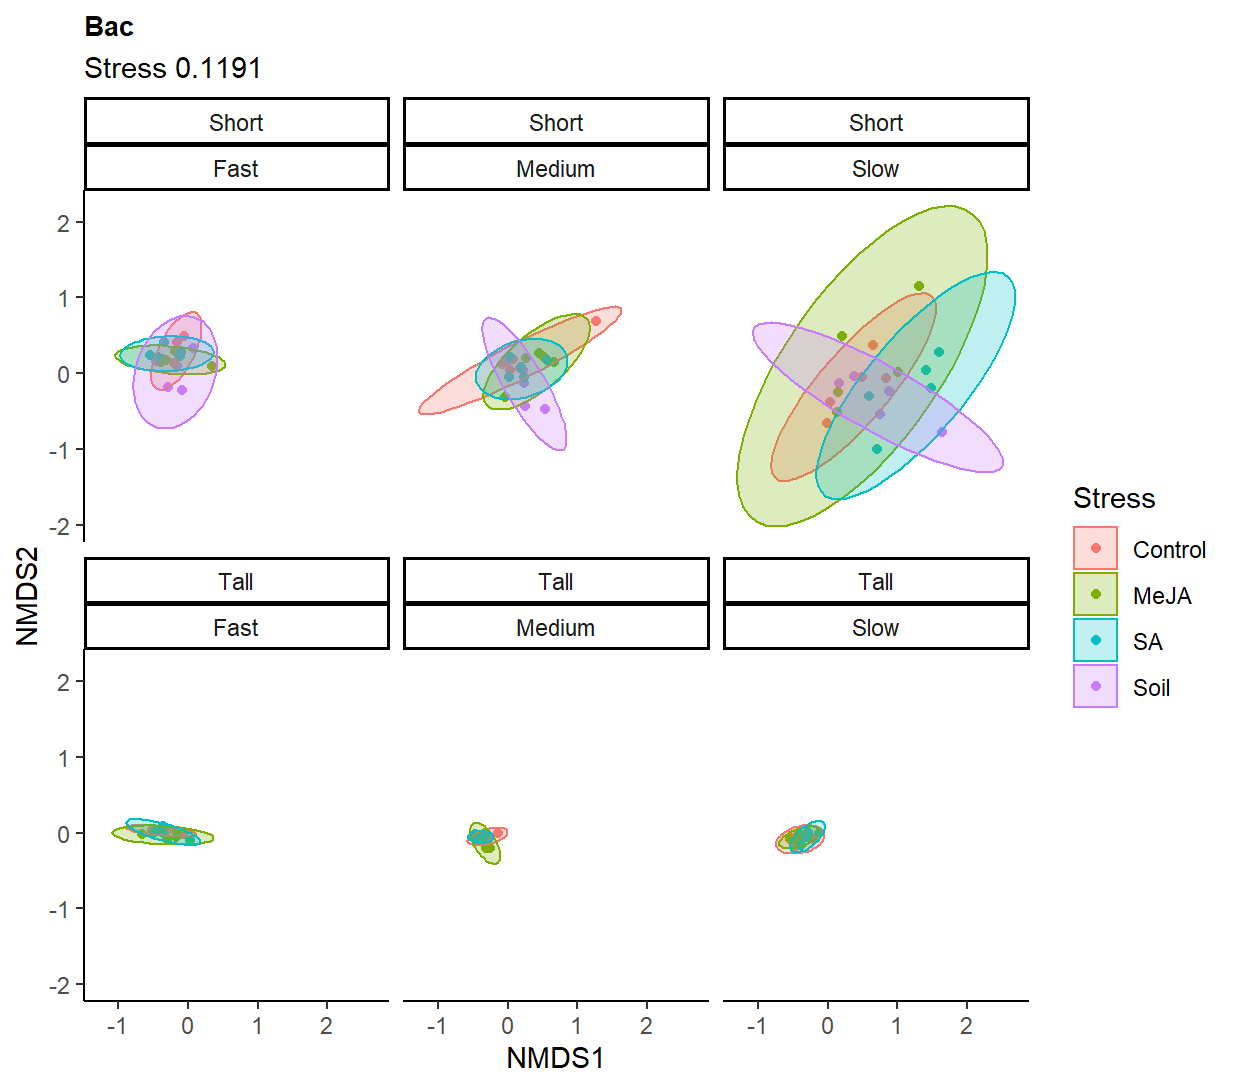 Bac
Stress 0.1191
Short
Short
Short
Fast
Medium
Slow
2
1
0
-1
-2
Tall
Tall
Tall
Fast
Medium
Slow
2
1
0
-1
-2
-1 0 1 2
-1 0 1 2
-1 0 1 2
NMDS1
NMDS2
Stress
Control
MeJA
SA
Soil